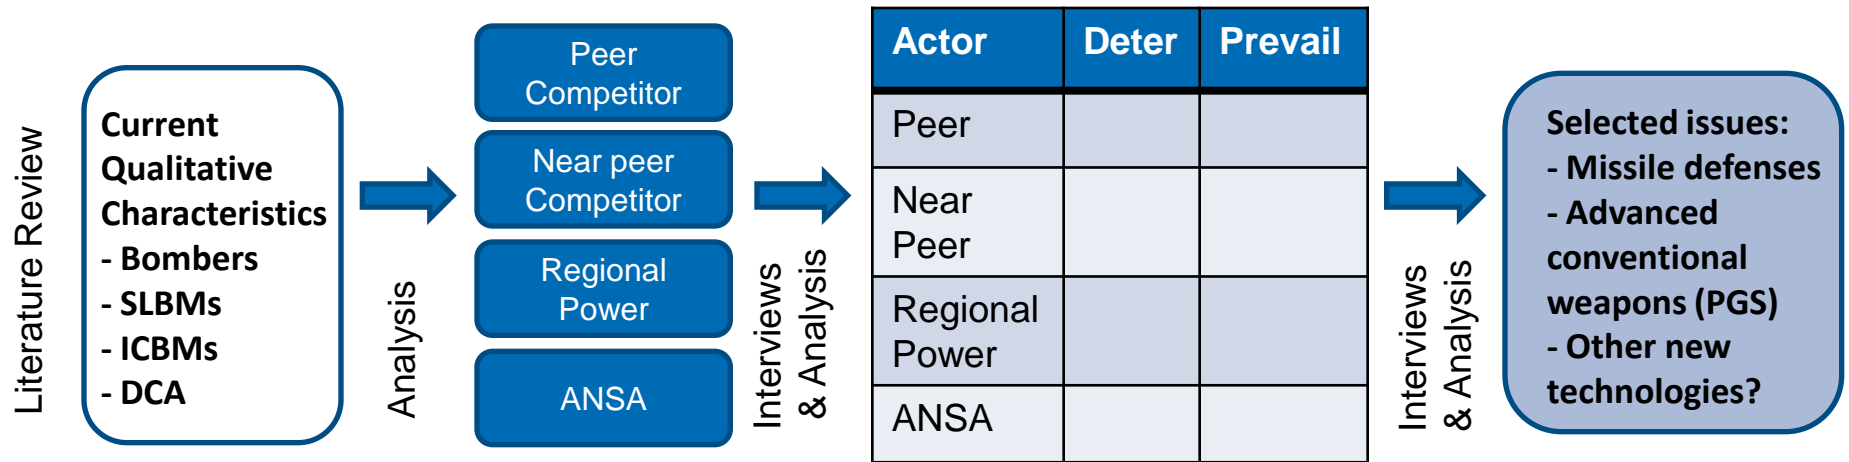 Literature Review
Current
Qualitative
Characteristics
- Bombers
- SLBMs
- ICBMs
- DCA
Analysis
Peer
Competitor
Near peer
Competitor
Regional
Power
ANSA
Interviews
& Analysis
Actor Deter Prevail
Peer
Near
Peer
Regional
Power
ANSA
Interviews
& Analysis
Selected issues:
- Missile defenses
- Advanced
conventional
weapons (PGS)
- Other new
technologies?